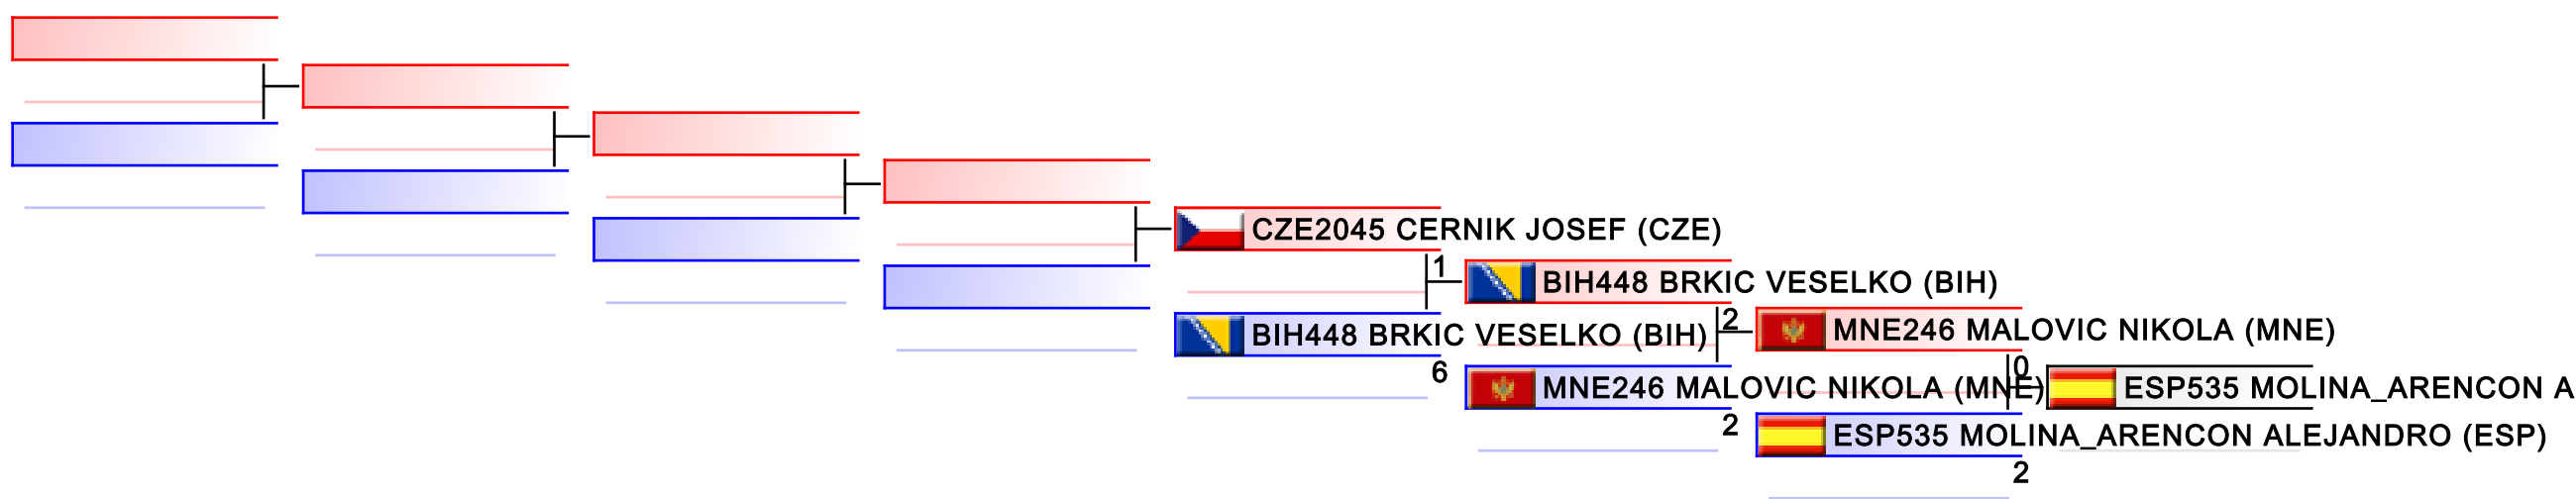 CZE2045 CERNIK JOSEF (CZE)
1
BIH448 BRKIC VESELKO (BIH)
BIH448 BRKIC VESELKO (BIH)
6
2
MNE246 MALOVIC NIKOLA (MNE)
MNE246 MALOVIC NIKOLA (MNE)
2
0
ESP535 MOLINA_ARENCON A
ESP535 MOLINA_ARENCON ALEJANDRO (ESP)
2